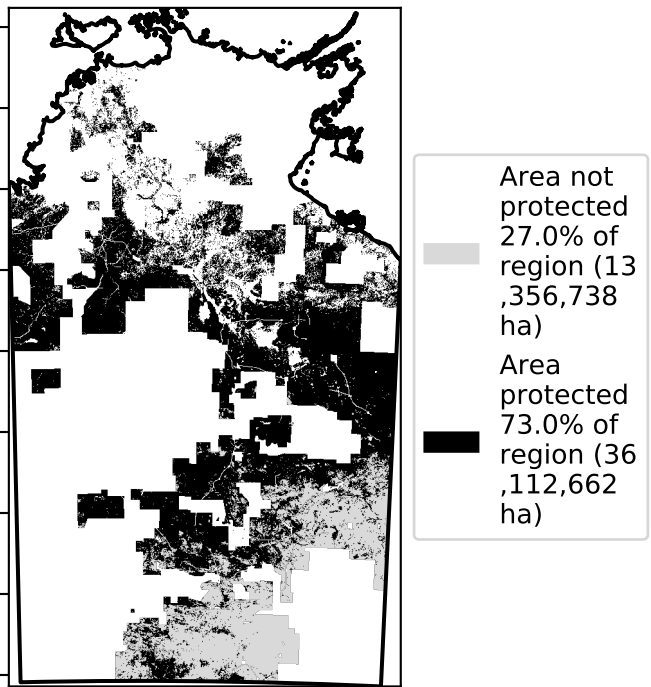 Area not
protected
27.0% of
region (13
,356,738
ha)
Area
protected
73.0% of
region (36
,112,662
ha)